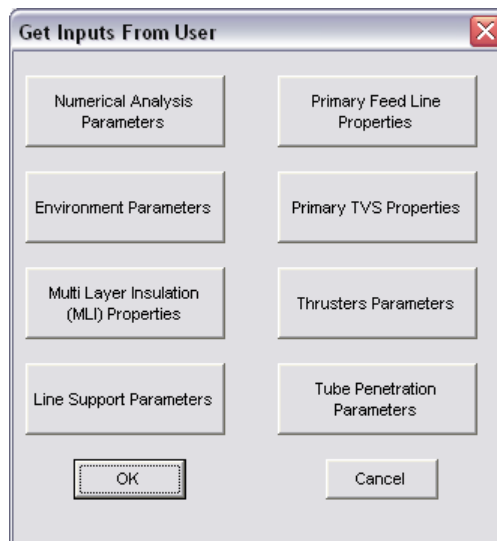 Get Inputs From User
Numerical Analysis
Parameters
Primary Feed Line
Properties
Environment Parameters
Primary TVS Properties
Multi Layer Insulation
(MLI) Properties
Thrusters Parameters
Line Support Parameters
Tube Penetration
Parameters
OK
Cancel